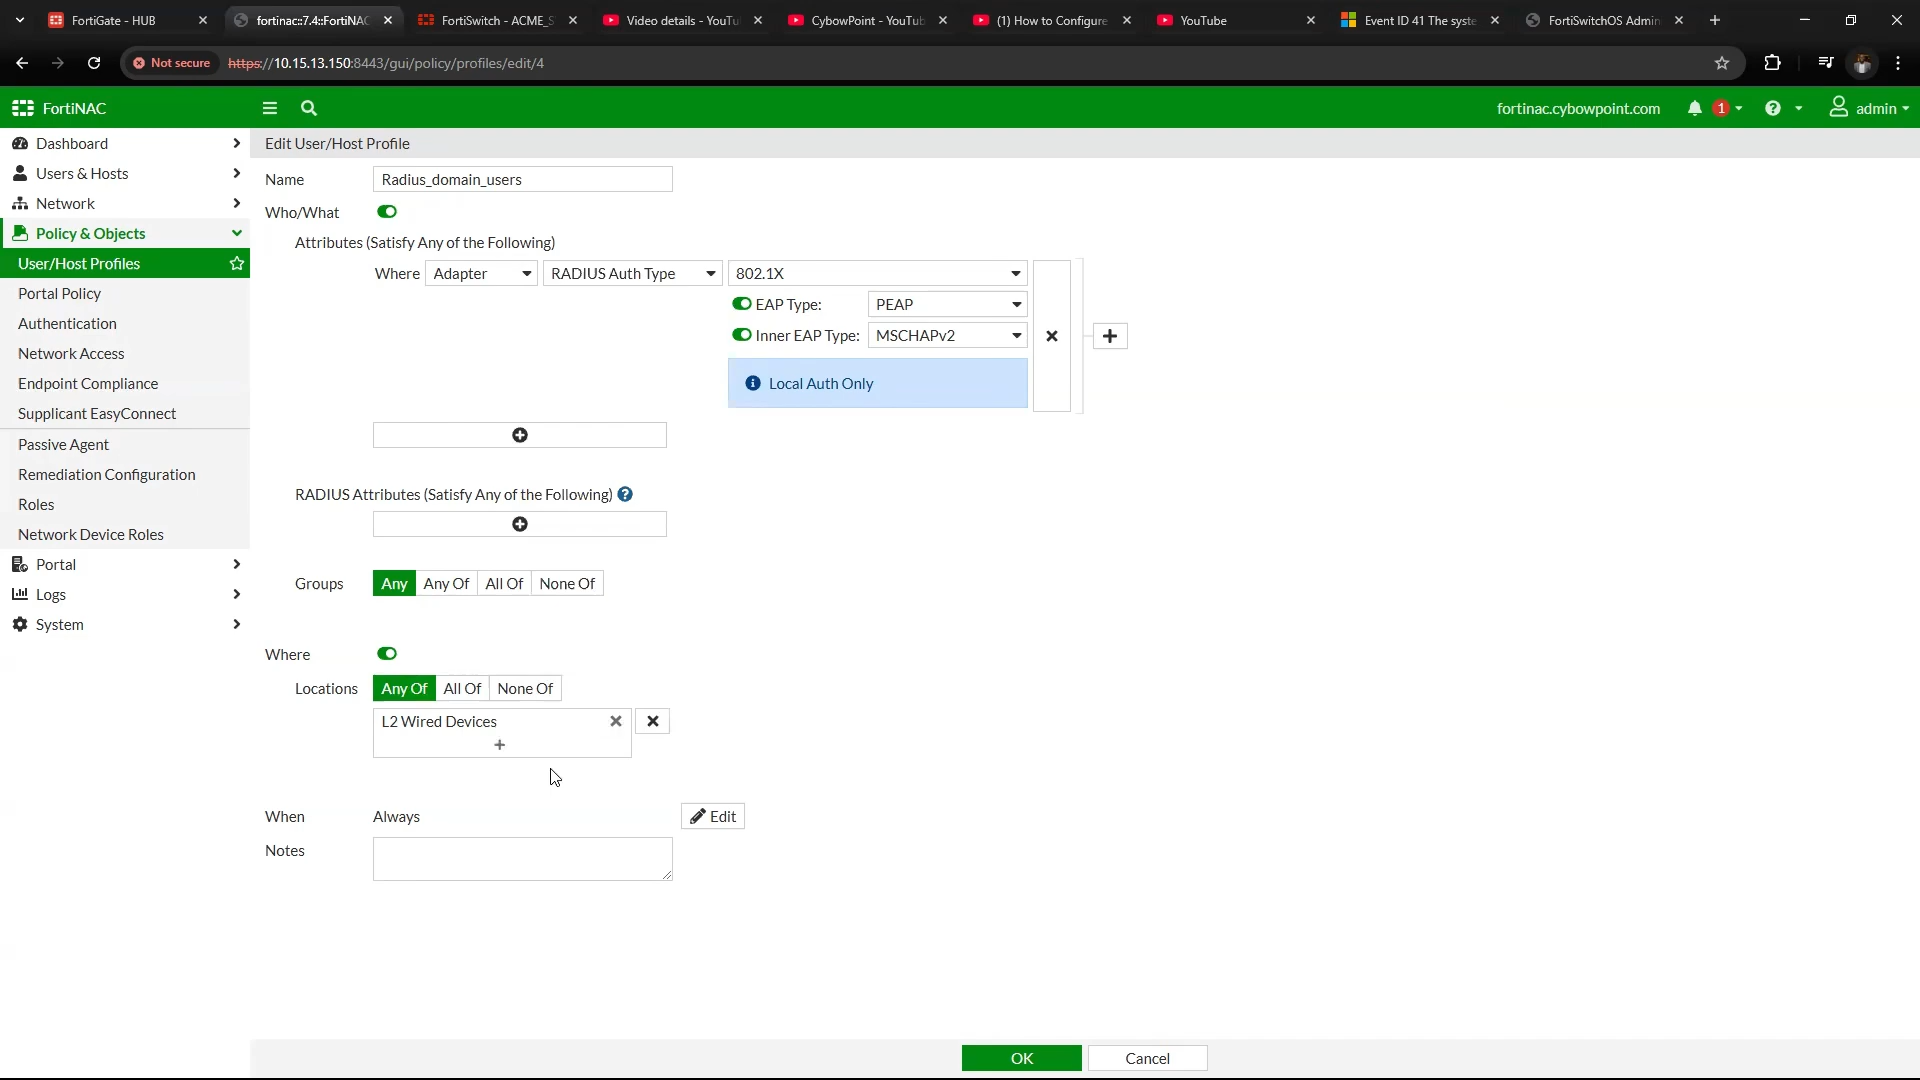 FortiGate - HUB
fortinac::7.4::FortiNAC
FortiSwitch - ACME_S
Video details - YouTu
CybowPoint - YouTub
(1) How to Configure
YouTube
Event ID 41 The syste
FortiSwitchOS Admin
Not secure
https://10.15.13.150:8443/gui/policy/profiles/edit/4
FortiNAC
fortinac.cybowpoint.com
1
admin
Dashboard
Users & Hosts
Network
Policy & Objects
User/Host Profiles
Portal Policy
Authentication
Network Access
Endpoint Compliance
Supplicant EasyConnect
Passive Agent
Remediation Configuration
Roles
Network Device Roles
Portal
Logs
System
Edit User/Host Profile
Name Radius_domain_users
Who/What
Attributes (Satisfy Any of the Following)
Where Adapter RADIUS Auth Type 802.1X
EAP Type: PEAP
Inner EAP Type: MSCHAPv2
Local Auth Only
RADIUS Attributes (Satisfy Any of the Following)
Groups Any Any Of All Of None Of
Where
Locations Any Of All Of None Of
L2 Wired Devices
When Always Edit
Notes
OK Cancel